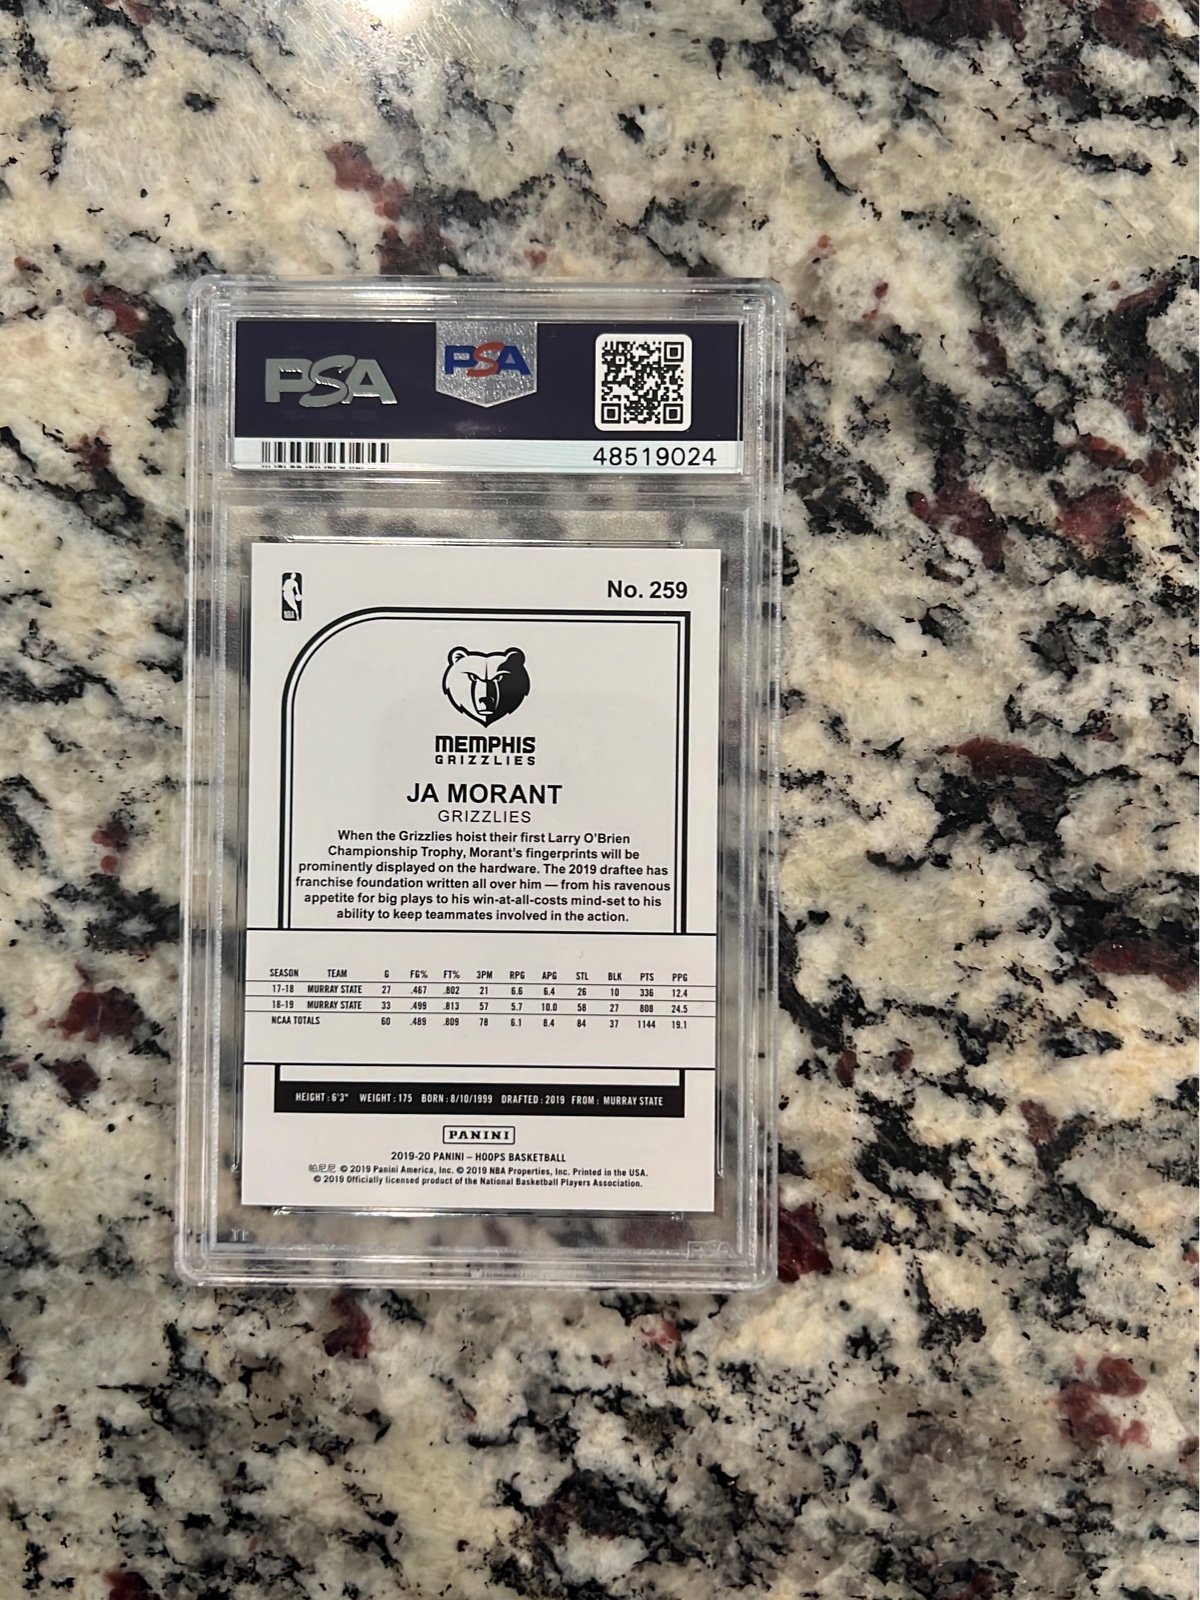 PSA PSA
48519024
No. 259
NBA
MEMPHIS
GRIZZLIES
JA MORANT
GRIZZLIES
When the Grizzlies hoist their first Larry O'Brien
Championship Trophy, Morant's fingerprints will be
prominently displayed on the hardware. The 2019 draftee has
franchise foundation written all over him — from his ravenous
appetite for big plays to his win-at-all-costs mind-set to his
ability to keep teammates involved in the action.
SEASON TEAM G FG% FT% 3PM RPG APG STL BLK PTS PPG
17-18 MURRAY STATE 27 .467 .802 21 6.6 6.4 26 10 336 12.4
18-19 MURRAY STATE 33 .499 .813 57 5.7 10.0 58 27 808 24.5
NCAA TOTALS 60 .489 .809 78 6.1 8.4 84 37 1144 19.1
HEIGHT: 6'3" WEIGHT: 175 BORN: 8/10/1999 DRAFTED: 2019 FROM: MURRAY STATE
PANINI
2019-20 PANINI – HOOPS BASKETBALL
帕尼尼 © 2019 Panini America, Inc. © 2019 NBA Properties, Inc. Printed in the USA.
© 2019 Officially licensed product of the National Basketball Players Association.
PSA